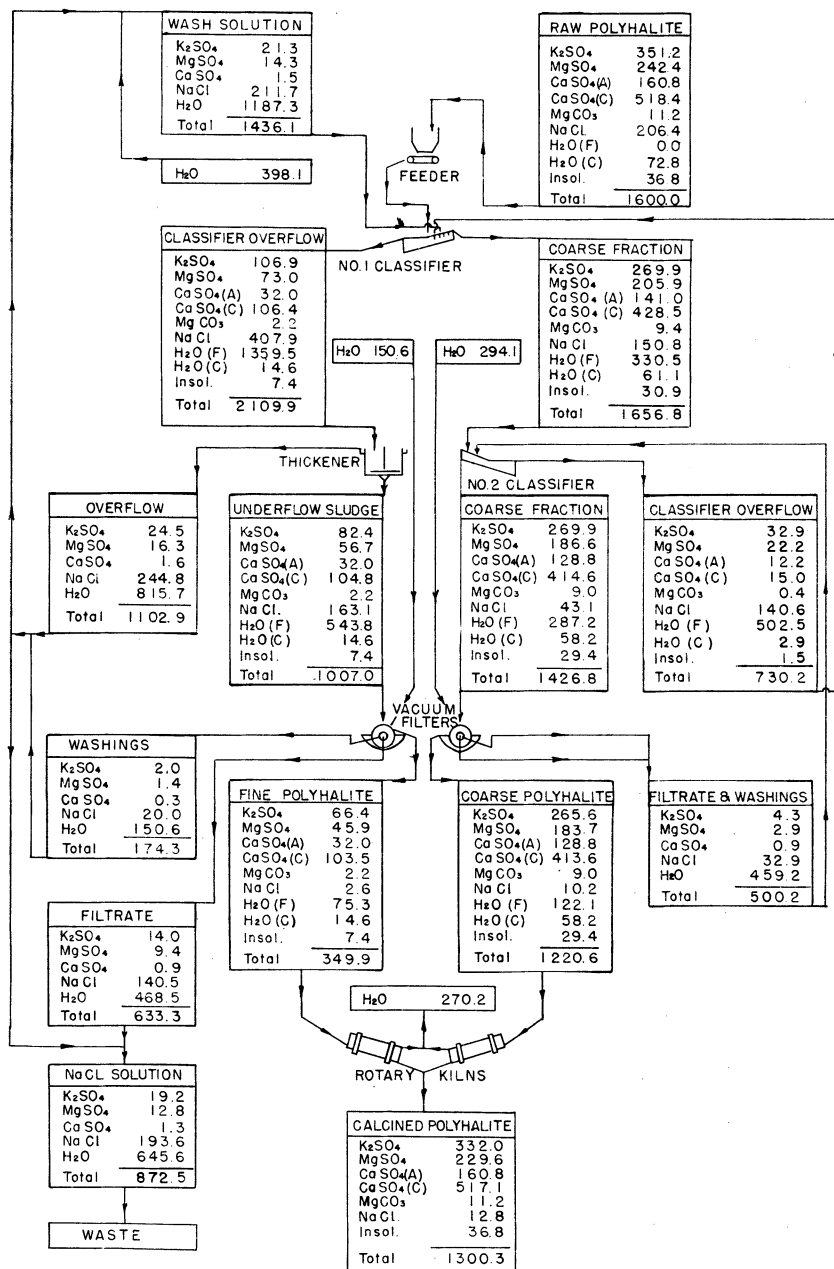 WASH SOLUTION
K₂SO₄ 21.3
MgSO₄ 14.3
CaSO₄ 1.5
NaCl 211.7
H₂O 1187.3
Total 1436.1
H₂O 398.1
RAW POLYHALITE
K₂SO₄ 351.2
MgSO₄ 242.4
CaSO₄(A) 160.8
CaSO₄(C) 518.4
MgCO₃ 11.2
NaCl 206.4
H₂O(F) 0.0
H₂O(C) 72.8
Insol. 36.8
Total 1600.0
FEEDER
NO.1 CLASSIFIER
CLASSIFIER OVERFLOW
K₂SO₄ 106.9
MgSO₄ 73.0
CaSO₄(A) 32.0
CaSO₄(C) 106.4
MgCO₃ 2.2
NaCl 407.9
H₂O(F) 1359.5
H₂O(C) 14.6
Insol. 7.4
Total 2109.9
H₂O 150.6
H₂O 294.1
COARSE FRACTION
K₂SO₄ 269.9
MgSO₄ 205.9
CaSO₄ (A) 141.0
CaSO₄ (C) 428.5
MgCO₃ 9.4
NaCl 150.8
H₂O(F) 330.5
H₂O(C) 61.1
Insol. 30.9
Total 1656.8
THICKENER
NO.2 CLASSIFIER
OVERFLOW
K₂SO₄ 24.5
MgSO₄ 16.3
CaSO₄ 1.6
NaCl 244.8
H₂O 815.7
Total 1102.9
UNDERFLOW SLUDGE
K₂SO₄ 82.4
MgSO₄ 56.7
CaSO₄(A) 32.0
CaSO₄(C) 104.8
MgCO₃ 2.2
NaCl. 163.1
H₂O(F) 543.8
H₂O(C) 14.6
Insol. 7.4
Total 1007.0
COARSE FRACTION
K₂SO₄ 269.9
MgSO₄ 186.6
CaSO₄(A) 128.8
CaSO₄(C) 414.6
MgCO₃ 9.0
NaCl 43.1
H₂O(F) 287.2
H₂O(C) 58.2
Insol. 29.4
Total 1426.8
CLASSIFIER OVERFLOW
K₂SO₄ 32.9
MgSO₄ 22.2
CaSO₄(A) 12.2
CaSO₄(C) 15.0
MgCO₃ 0.4
NaCl 140.6
H₂O(F) 502.5
H₂O (C) 2.9
Insol. 1.5
Total 730.2
VACUUM
FILTERS
WASHINGS
K₂SO₄ 2.0
MgSO₄ 1.4
CaSO₄ 0.3
NaCl 20.0
H₂O 150.6
Total 174.3
FINE POLYHALITE
K₂SO₄ 66.4
MgSO₄ 45.9
CaSO₄(A) 32.0
CaSO₄(C) 103.5
MgCO₃ 2.2
NaCl 2.6
H₂O(F) 75.3
H₂O(C) 14.6
Insol. 7.4
Total 349.9
COARSE POLYHALITE
K₂SO₄ 265.6
MgSO₄ 183.7
CaSO₄(A) 128.8
CaSO₄(C) 413.6
MgCO₃ 9.0
NaCl 10.2
H₂O(F) 122.1
H₂O(C) 58.2
Insol. 29.4
Total 1220.6
FILTRATE & WASHINGS
K₂SO₄ 4.3
MgSO₄ 2.9
CaSO₄ 0.9
NaCl 32.9
H₂O 459.2
Total 500.2
FILTRATE
K₂SO₄ 14.0
MgSO₄ 9.4
CaSO₄ 0.9
NaCl 140.5
H₂O 468.5
Total 633.3
H₂O 270.2
ROTARY KILNS
NaCL SOLUTION
K₂SO₄ 19.2
MgSO₄ 12.8
CaSO₄ 1.3
NaCl 193.6
H₂O 645.6
Total 872.5
WASTE
CALCINED POLYHALITE
K₂SO₄ 332.0
MgSO₄ 229.6
CaSO₄(A) 160.8
CaSO₄(C) 517.1
MgCO₃ 11.2
NaCl. 12.8
Insol. 36.8
Total 1300.3